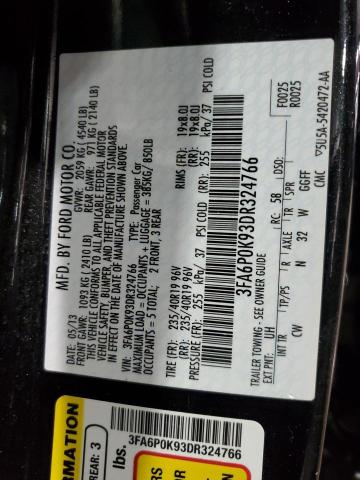 MFD. BY FORD MOTOR CO.
DATE: 05/13 GVWR: 2059 KG ( 4540 LB)
FRONT GAWR: 1093 KG ( 2410 LB) REAR GAWR: 971 KG ( 2140 LB)
THIS VEHICLE CONFORMS TO ALL APPLICABLE FEDERAL MOTOR
VEHICLE SAFETY, BUMPER, AND THEFT PREVENTION STANDARDS
IN EFFECT ON THE DATE OF MANUFACTURE SHOWN ABOVE.
VIN: 3FA6P0K93DR324766 Passenger Car
MAXIMUM LOAD = OCCUPANTS + LUGGAGE = 385KG/ 850LB
OCCUPANTS = 5 TOTAL; 2 FRONT, 3 REAR
TIRE (FR): 235/40R19 96V RIMS (FR): 19x8.0J
TIRE (RR): 235/40R19 96V (RR): 19x8.0J
PRESSURE (FR): 255 kPa/ 37 PSI COLD (RR): 255 kPa/ 37 PSI COLD
3FA6P0K93DR324766
TRAILER TOWING - SEE OWNER GUIDE
EXT PNT: UH RC: 58 F0025
R0025
INT TR TP/PS R AXLE TR SPR
CW N 32 W GGFF
CMC 5U5A-5420472-AA
FORMATION
REAR: 3
lbs.
3FA6P0K93DR324766